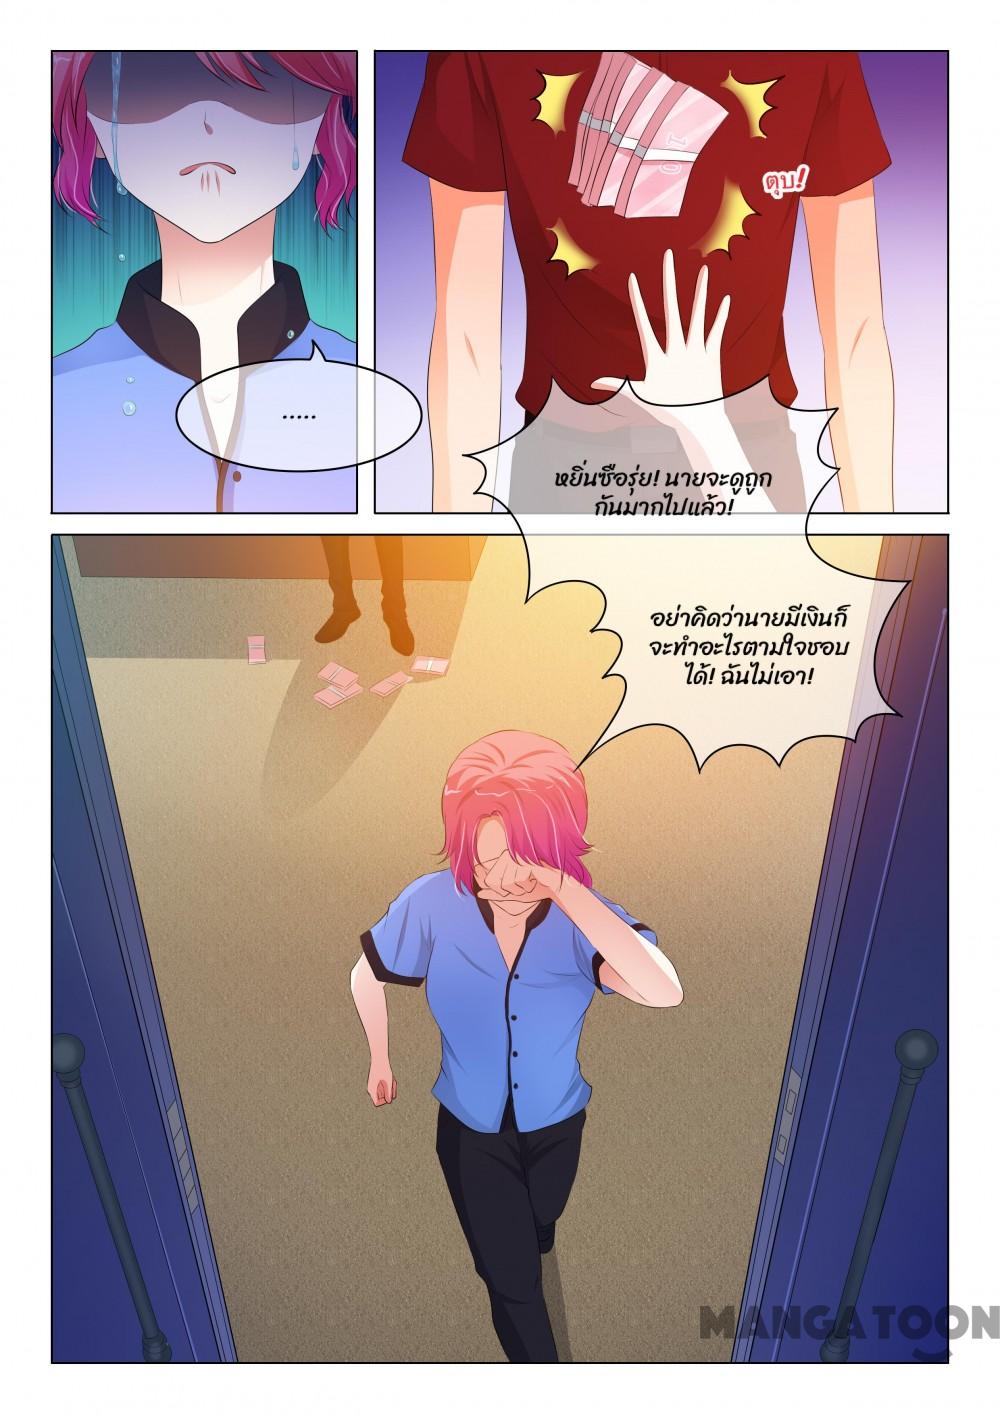 .....
ตุบ!
หยิ่นซือรุ่ย! นายจะดูถูก
กันมากไปแล้ว!
อย่าคิดว่านายมีเงินก็
จะทำอะไรตามใจชอบ
ได้! ฉันไม่เอา!
MANGATOON